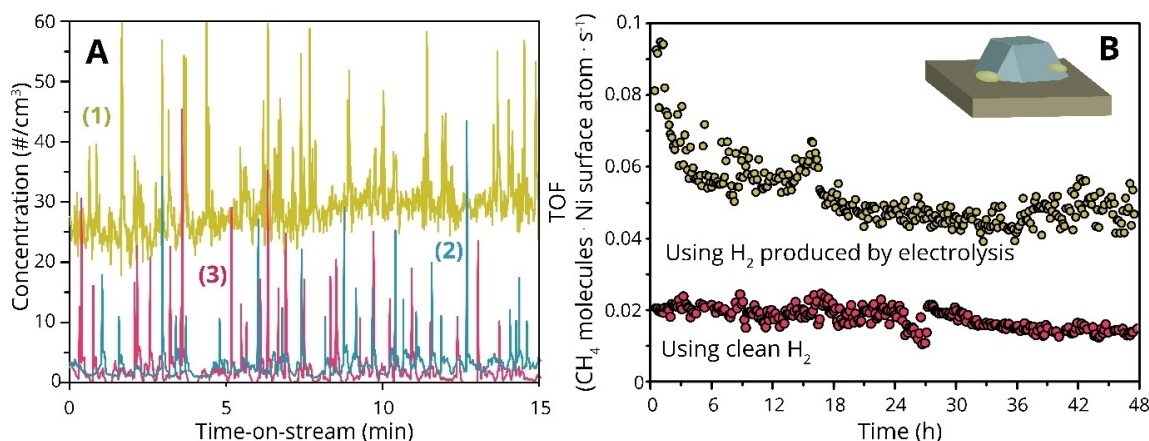 A
Concentration (#/cm³)
60
50
40
30
20
10
0
(1)
(2)
(3)
0 5 10 15
Time-on-stream (min)
B
TOF
(CH₄ molecules · Ni surface atom · s⁻¹)
0.1
0.08
0.06
0.04
0.02
0
Using H₂ produced by electrolysis
Using clean H₂
0 6 12 18 24 30 36 42 48
Time (h)